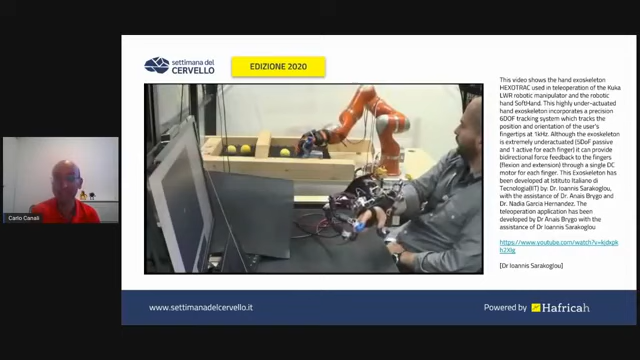 settimana del
CERVELLO
EDIZIONE 2020
This video shows the hand exoskeleton
HEXOTRAC used in teleoperation of the Kuka
LWR robotic manipulator and the robotic
hand SoftHand. This highly under-actuated
hand exoskeleton incorporates a precision
6DOF tracking system which tracks the
position and orientation of the user's
fingertips at 1kHz. Although the exoskeleton
is extremely underactuated (5DoF passive
and 1 active for each finger) it can provide
bidirectional force feedback to the fingers
(flexion and extension) through a single DC
motor for each finger. This Exoskeleton has
been developed at Istituto Italiano di
Tecnologia(IIT) by: Dr. Ioannis Sarakoglou,
with the assistance of Dr. Anais Brygo and
Dr. Nadia Garcia Hernandez. The
teleoperation application has been
developed by Dr Anais Brygo with the
assistance of Dr Ioannis Sarakoglou
[Dr Ioannis Sarakoglou]
Carlo Canali
www.settimanadelcervello.it
Powered by
Hafricah